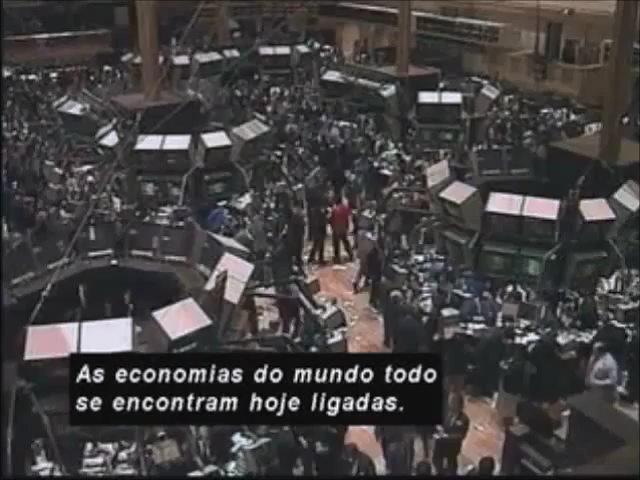 As economias do mundo todo
se encontram hoje ligadas.